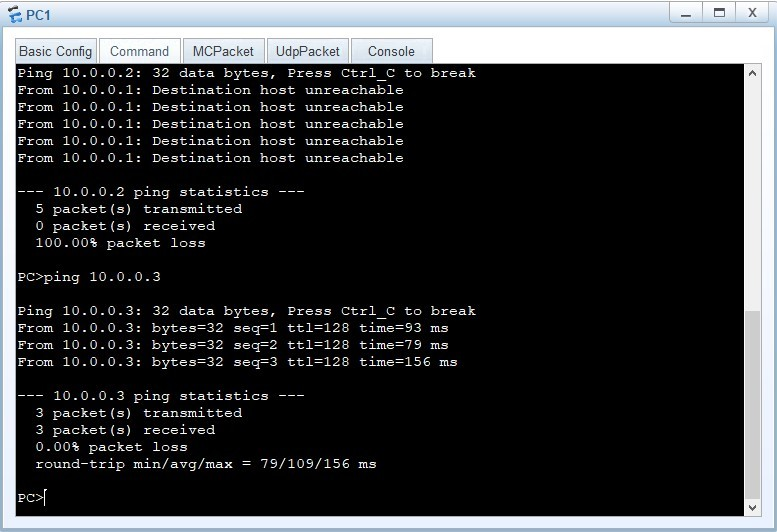 PC1
Basic Config Command MCPacket UdpPacket Console
Ping 10.0.0.2: 32 data bytes, Press Ctrl_C to break
From 10.0.0.1: Destination host unreachable
From 10.0.0.1: Destination host unreachable
From 10.0.0.1: Destination host unreachable
From 10.0.0.1: Destination host unreachable
From 10.0.0.1: Destination host unreachable
--- 10.0.0.2 ping statistics ---
5 packet(s) transmitted
0 packet(s) received
100.00% packet loss
PC>ping 10.0.0.3
Ping 10.0.0.3: 32 data bytes, Press Ctrl_C to break
From 10.0.0.3: bytes=32 seq=1 ttl=128 time=93 ms
From 10.0.0.3: bytes=32 seq=2 ttl=128 time=79 ms
From 10.0.0.3: bytes=32 seq=3 ttl=128 time=156 ms
--- 10.0.0.3 ping statistics ---
3 packet(s) transmitted
3 packet(s) received
0.00% packet loss
round-trip min/avg/max = 79/109/156 ms
PC>